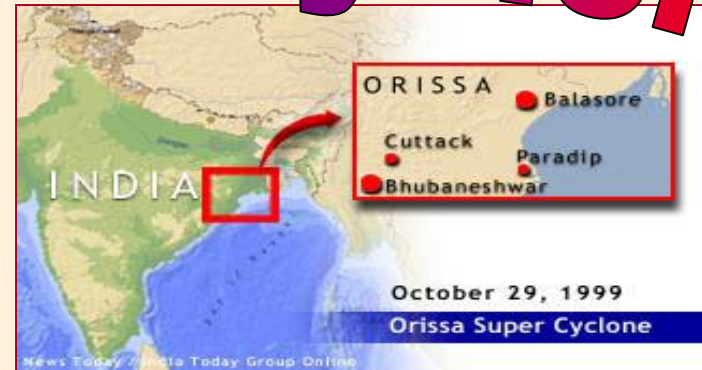 INDIA
ORISSA
Balasore
Cuttack
Paradip
Bhubaneshwar
October 29, 1999
Orissa Super Cyclone
News Today / India Today Group Online